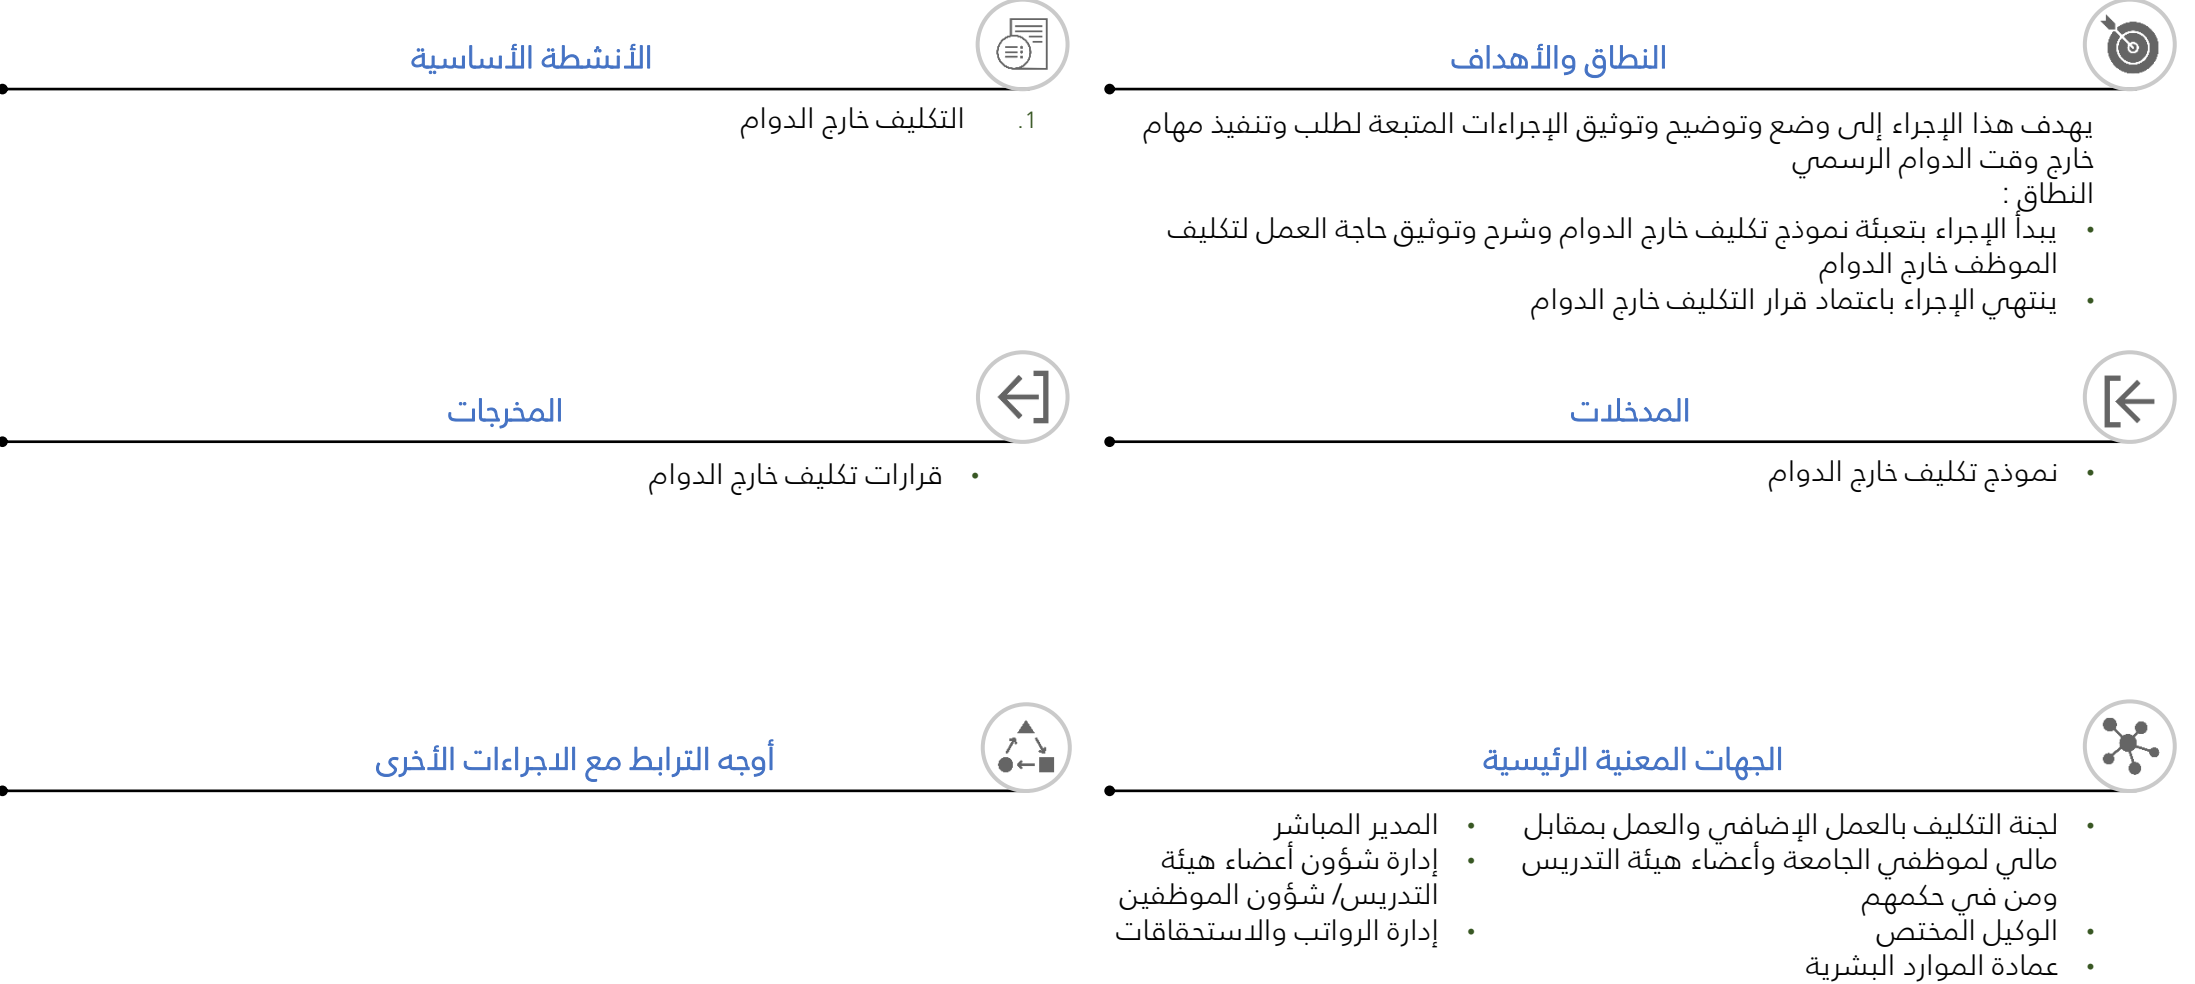 النطاق والأهداف
يهدف هذا الإجراء إلى وضع وتوضيح وتوثيق الإجراءات المتبعة لطلب وتنفيذ مهام
خارج وقت الدوام الرسمي
النطاق :
• يبدأ الإجراء بتعبئة نموذج تكليف خارج الدوام وشرح وتوثيق حاجة العمل لتكليف
الموظف خارج الدوام
• ينتهي الإجراء باعتماد قرار التكليف خارج الدوام
الأنشطة الأساسية
1. التكليف خارج الدوام
المدخلات
• نموذج تكليف خارج الدوام
المخرجات
• قرارات تكليف خارج الدوام
الجهات المعنية الرئيسية
• لجنة التكليف بالعمل الإضافي والعمل بمقابل
مالي لموظفي الجامعة وأعضاء هيئة التدريس
ومن في حكمهم
• الوكيل المختص
• عمادة الموارد البشرية
• المدير المباشر
• إدارة شؤون أعضاء هيئة
التدريس/ شؤون الموظفين
• إدارة الرواتب والاستحقاقات
أوجه الترابط مع الاجراءات الأخرى